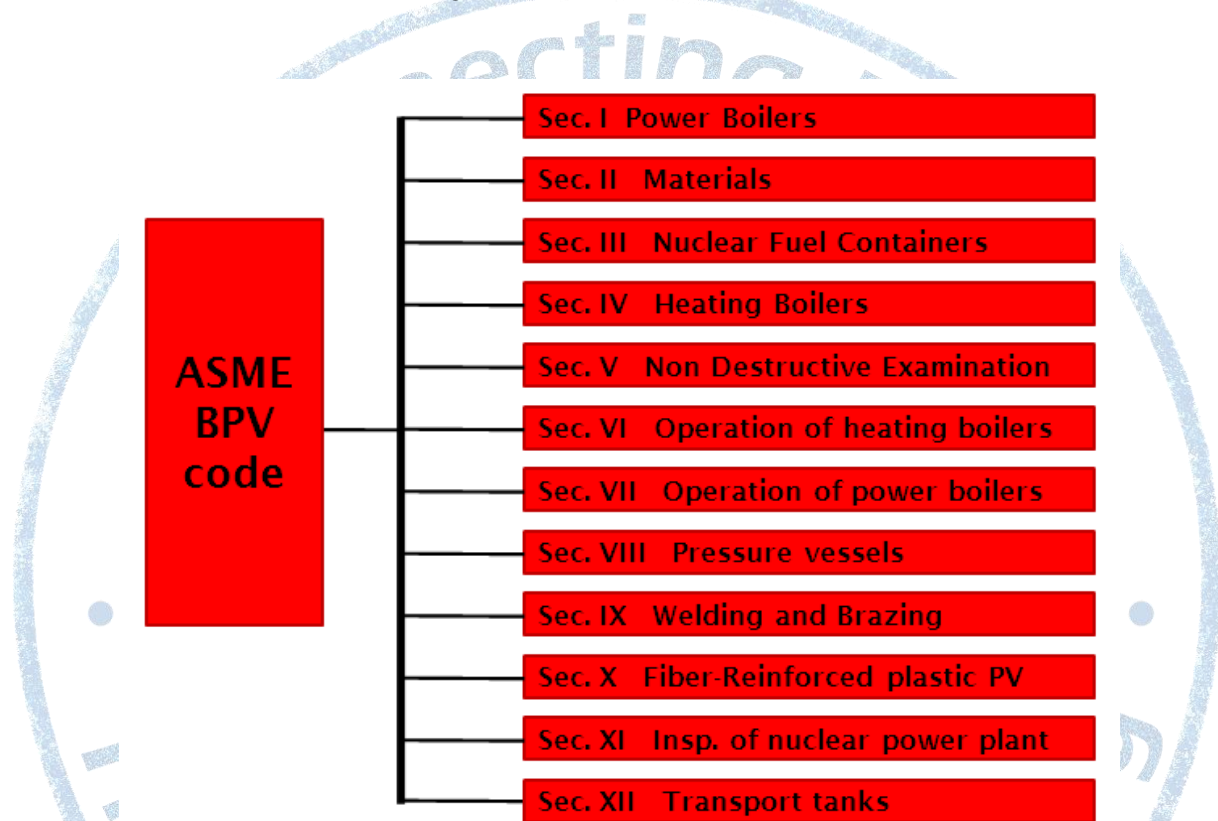 ASME
BPV
code
Sec. I Power Boilers
Sec. II Materials
Sec. III Nuclear Fuel Containers
Sec. IV Heating Boilers
Sec. V Non Destructive Examination
Sec. VI Operation of heating boilers
Sec. VII Operation of power boilers
Sec. VIII Pressure vessels
Sec. IX Welding and Brazing
Sec. X Fiber-Reinforced plastic PV
Sec. XI Insp. of nuclear power plant
Sec. XII Transport tanks